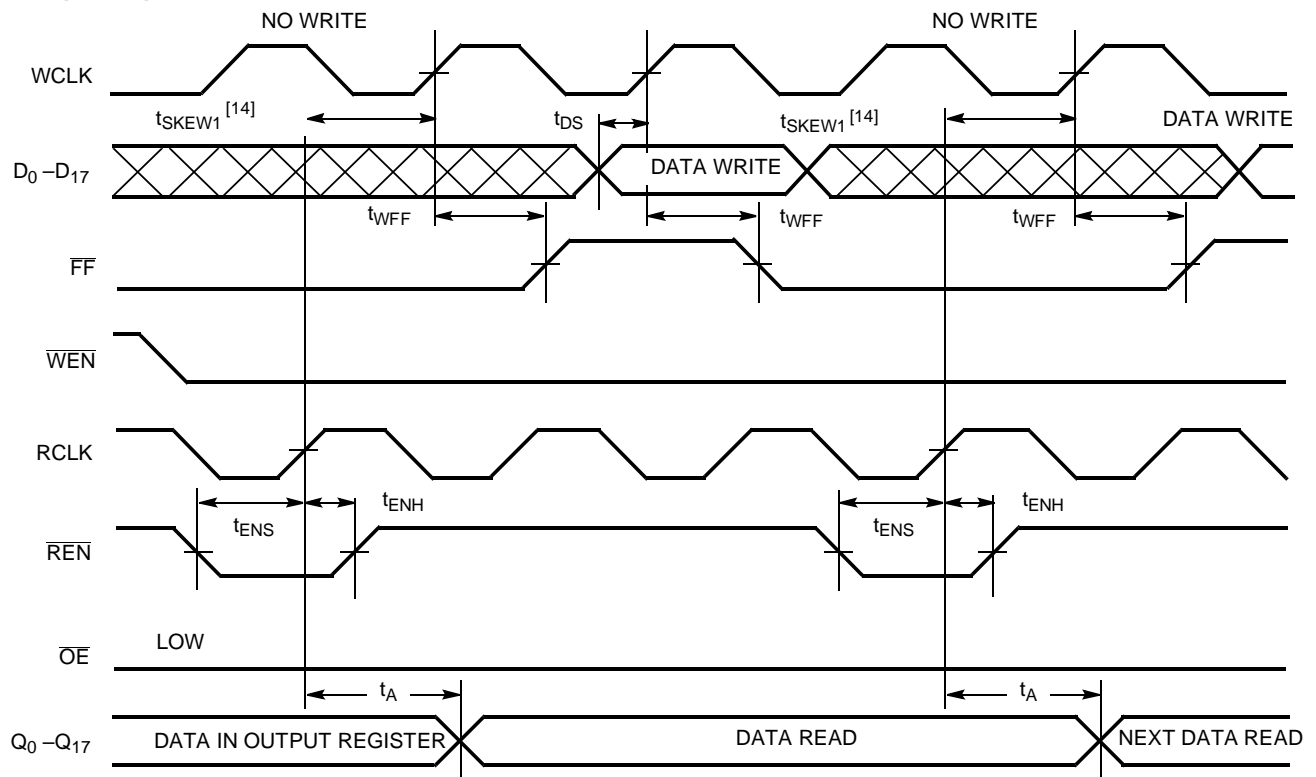 NO WRITE NO WRITE
WCLK
tSKEW1 [14] tDS tSKEW1 [14] DATA WRITE
D0 –D17 DATA WRITE
tWFF tWFF tWFF
FF
WEN
RCLK
tENS tENH tENS tENH
REN
LOW
OE
tA tA
Q0 –Q17 DATA IN OUTPUT REGISTER DATA READ NEXT DATA READ